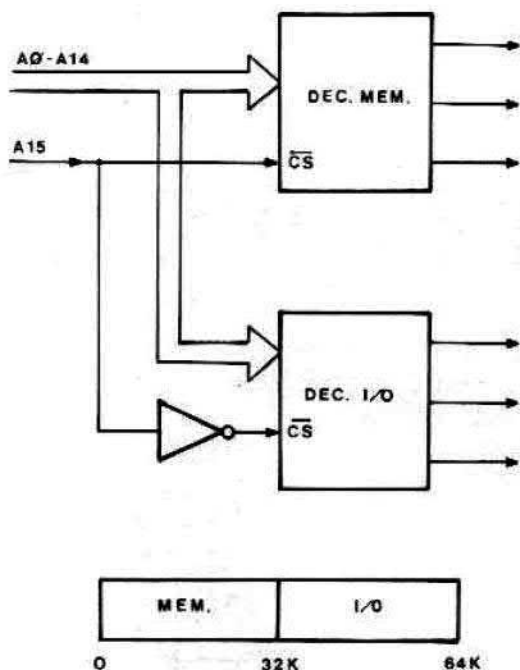 AØ-A14
DEC. MEM.
A15
CS
DEC. I/O
CS
MEM.
I/O
0
32K
64K